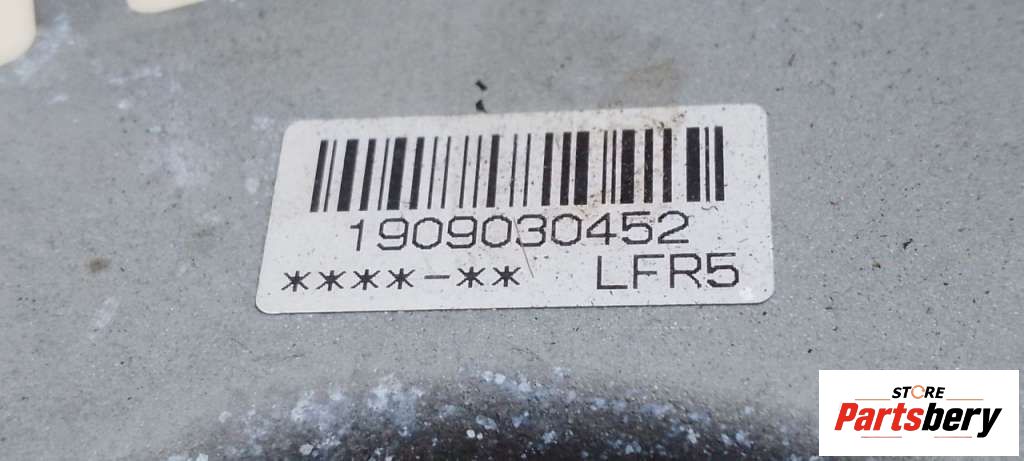 1909030452
****-** LFR5
STORE
Partsbery